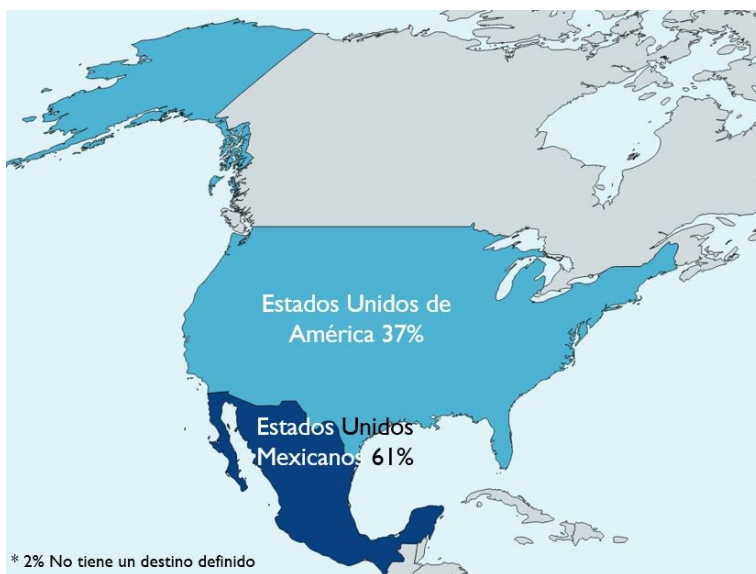 Estados Unidos de
América 37%
Estados Unidos
Mexicanos 61%
* 2% No tiene un destino definido